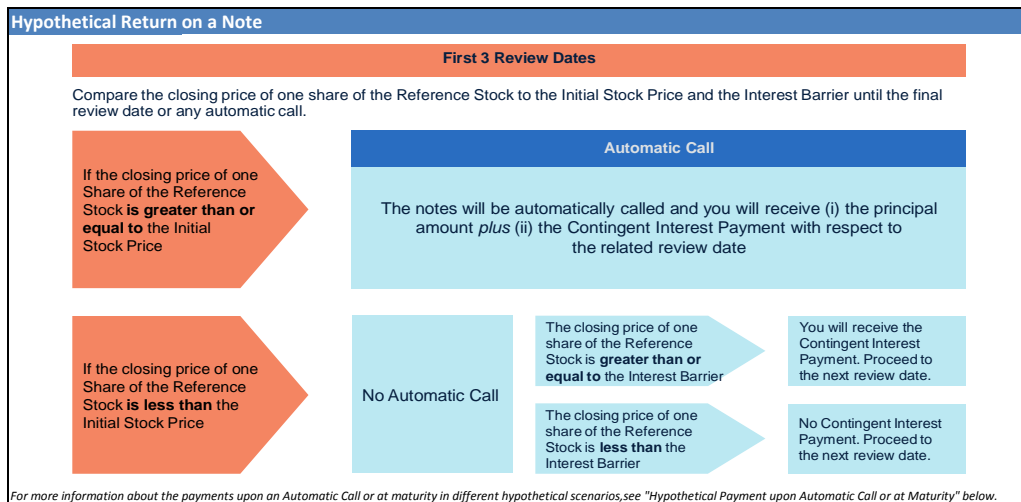 Hypothetical Return on a Note
First 3 Review Dates
Compare the closing price of one share of the Reference Stock to the Initial Stock Price and the Interest Barrier until the final
review date or any automatic call.
If the closing price of one
Share of the Reference
Stock is greater than or
equal to the Initial
Stock Price
Automatic Call
The notes will be automatically called and you will receive (i) the principal
amount plus (ii) the Contingent Interest Payment with respect to
the related review date
If the closing price of one
Share of the Reference
Stock is less than the
Initial Stock Price
No Automatic Call
The closing price of one
share of the Reference
Stock is greater than or
equal to the Interest Barrier
You will receive the
Contingent Interest
Payment. Proceed to
the next review date.
The closing price of one
share of the Reference
Stock is less than the
Interest Barrier
No Contingent Interest
Payment. Proceed to
the next review date.
For more information about the payments upon an Automatic Call or at maturity in different hypothetical scenarios,see "Hypothetical Payment upon Automatic Call or at Maturity" below.